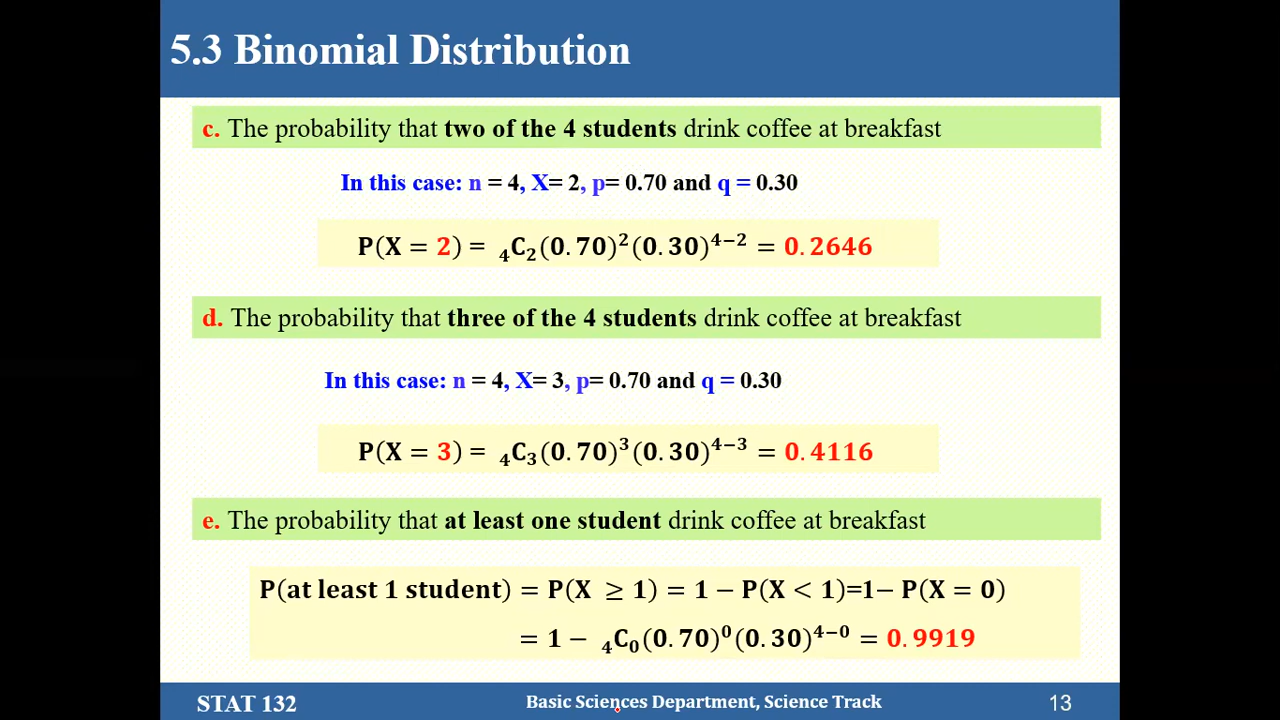 5.3 Binomial Distribution
c. The probability that two of the 4 students drink coffee at breakfast
In this case: n = 4, X= 2, p= 0.70 and q = 0.30
P(X = 2) = ₄C₂(0.70)²(0.30)⁴⁻² = 0.2646
d. The probability that three of the 4 students drink coffee at breakfast
In this case: n = 4, X= 3, p= 0.70 and q = 0.30
P(X = 3) = ₄C₃(0.70)³(0.30)⁴⁻³ = 0.4116
e. The probability that at least one student drink coffee at breakfast
P(at least 1 student) = P(X ≥ 1) = 1 − P(X < 1)=1− P(X = 0)
= 1 − ₄C₀(0.70)⁰(0.30)⁴⁻⁰ = 0.9919
STAT 132 Basic Sciences Department, Science Track 13